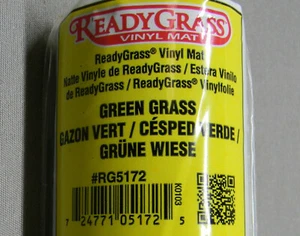 READYGRASS®
VINYL MAT
ReadyGrass® Vinyl Mat
Natte Vinyle de ReadyGrass / Estera Vinilo
de ReadyGrass / ReadyGrass® Vinylfolie
GREEN GRASS
GAZON VERT / CÉSPED VERDE /
GRÜNE WIESE
#RG5172
K0103
7 24771 05172 5